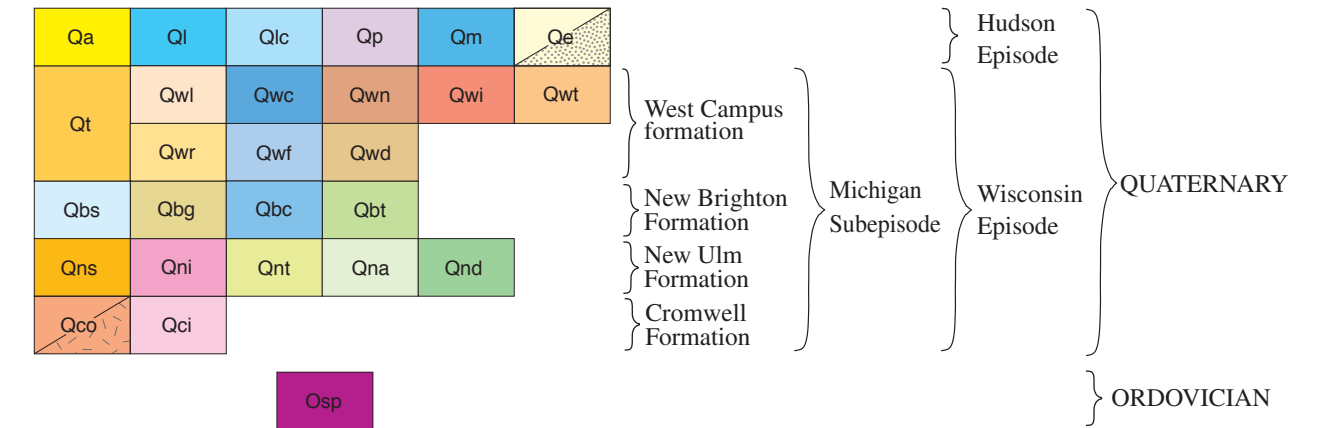 Qa Ql Qlc Qp Qm Qe
Hudson
Episode
Qt Qwl Qwc Qwn Qwi Qwt
Qwr Qwf Qwd
West Campus
formation
Qbs Qbg Qbc Qbt
New Brighton
Formation
Qns Qni Qnt Qna Qnd
New Ulm
Formation
Qco Qci
Cromwell
Formation
Michigan
Subepisode
Wisconsin
Episode
QUATERNARY
Osp
ORDOVICIAN